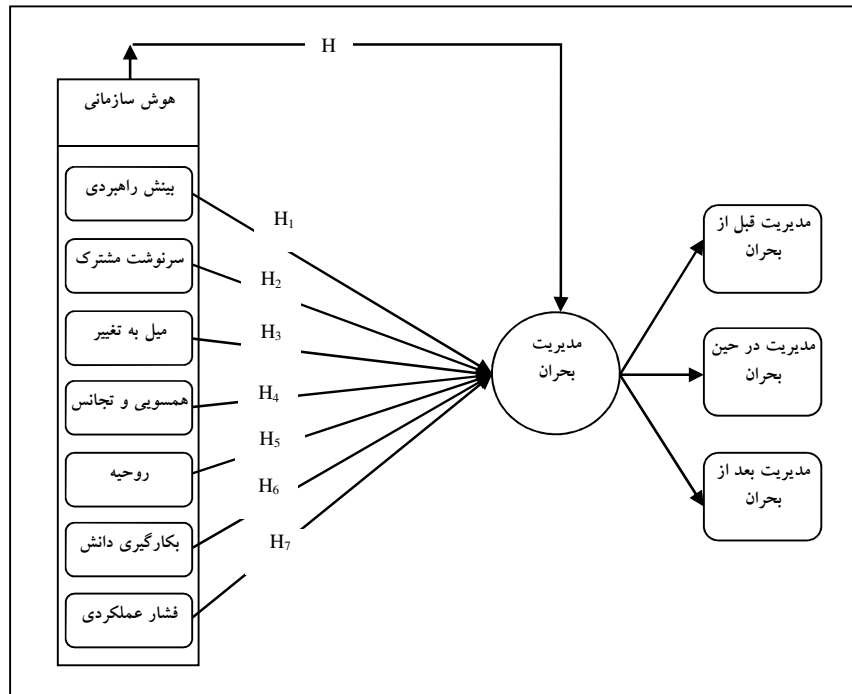 H
هوش سازمانی
بینش راهبردی
سرنوشت مشترک
میل به تغییر
همسویی و تجانس
روحیه
بکارگیری دانش
فشار عملکردی
H₁
H₂
H₃
H₄
H₅
H₆
H₇
مدیریت
بحران
مدیریت قبل از
بحران
مدیریت در حین
بحران
مدیریت بعد از
بحران